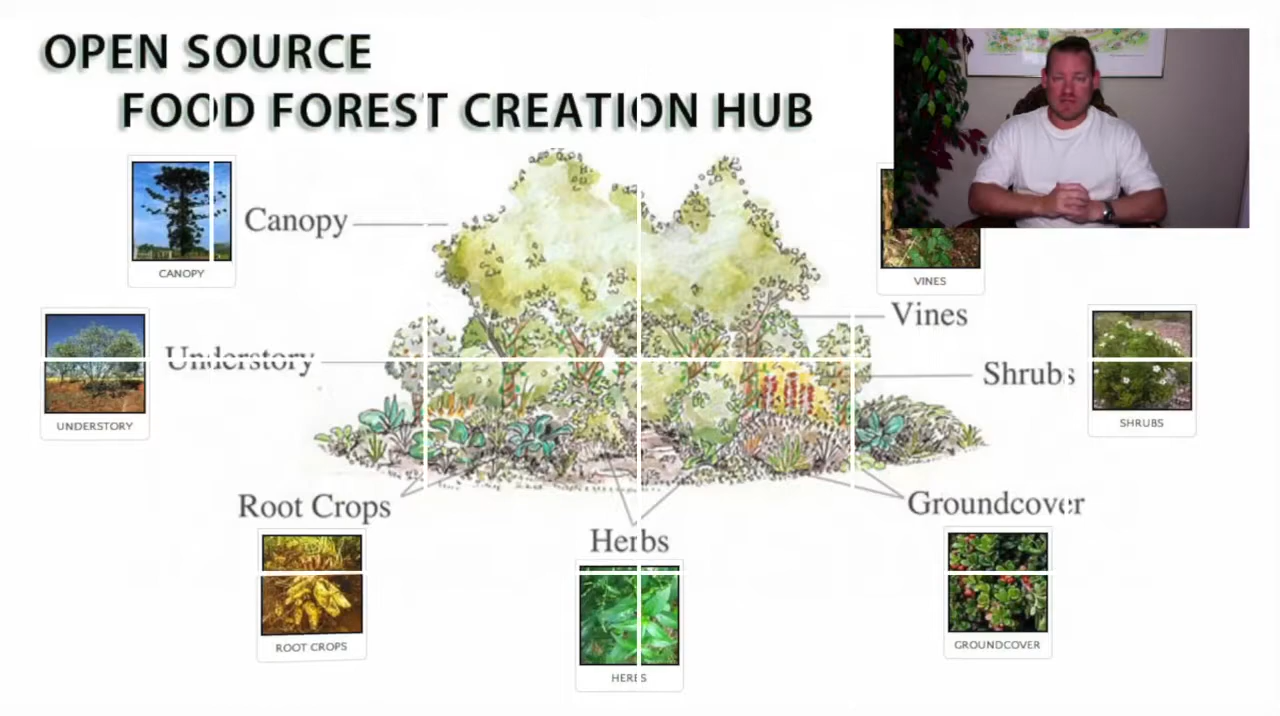 OPEN SOURCE
FOOD FOREST CREATION HUB
CANOPY
Canopy
VINES
Vines
UNDERSTORY
Understory
Shrubs
SHRUBS
Root Crops
ROOT CROPS
Herbs
HERBS
Groundcover
GROUNDCOVER